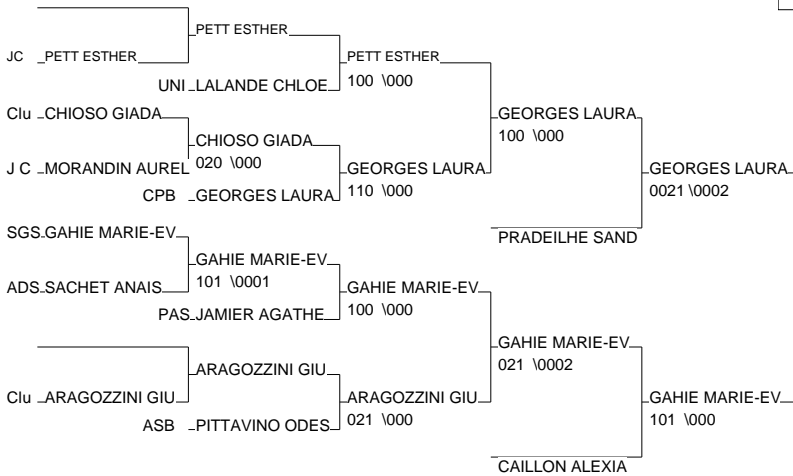 PETT ESTHER
JC PETT ESTHER
PETT ESTHER
UNI LALANDE CHLOE
100 \000
Clu CHIOSO GIADA
GEORGES LAURA
100 \000
CHIOSO GIADA
020 \000
J C MORANDIN AUREL
GEORGES LAURA
110 \000
GEORGES LAURA
0021 \0002
CPB GEORGES LAURA
SGS GAHIE MARIE-EV
PRADEILHE SAND
GAHIE MARIE-EV
101 \0001
ADS SACHET ANAIS
GAHIE MARIE-EV
100 \000
PAS JAMIER AGATHE
GAHIE MARIE-EV
021 \0002
ARAGOZZINI GIU
Clu ARAGOZZINI GIU
ARAGOZZINI GIU
021 \000
GAHIE MARIE-EV
101 \000
ASB PITTAVINO ODES
CAILLON ALEXIA